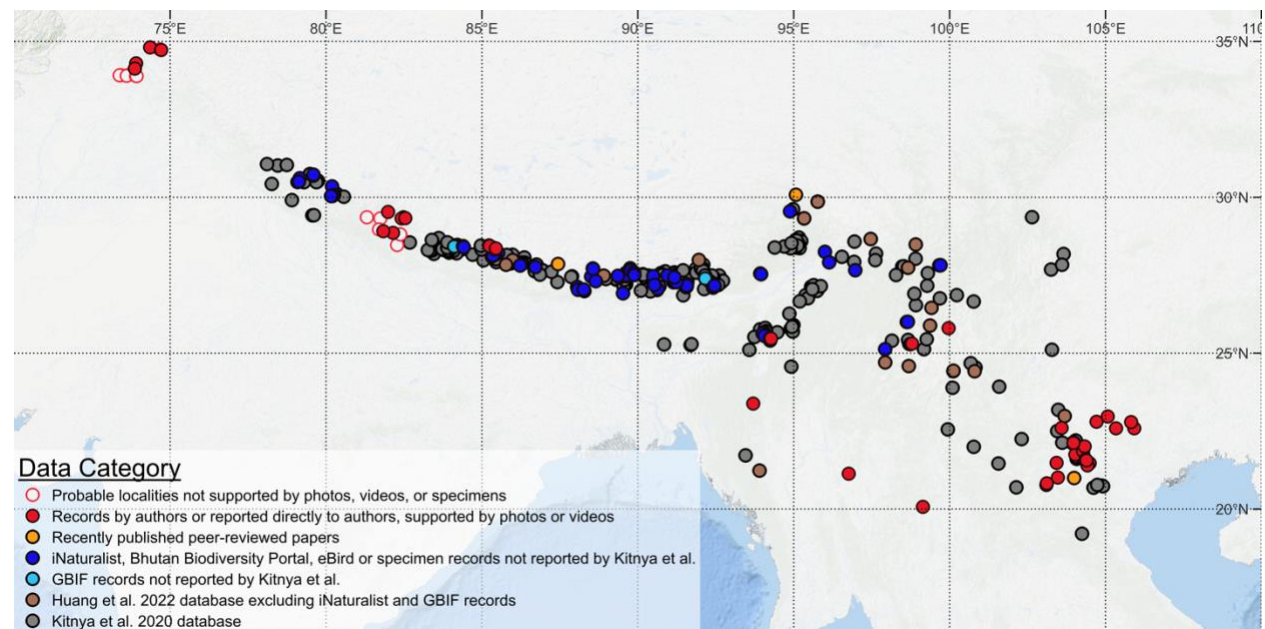 75°E 80°E 85°E 90°E 95°E 100°E 105°E 110
35°N
30°N
25°N
20°N
Data Category
Probable localities not supported by photos, videos, or specimens
Records by authors or reported directly to authors, supported by photos or videos
Recently published peer-reviewed papers
iNaturalist, Bhutan Biodiversity Portal, eBird or specimen records not reported by Kitnya et al.
GBIF records not reported by Kitnya et al.
Huang et al. 2022 database excluding iNaturalist and GBIF records
Kitnya et al. 2020 database